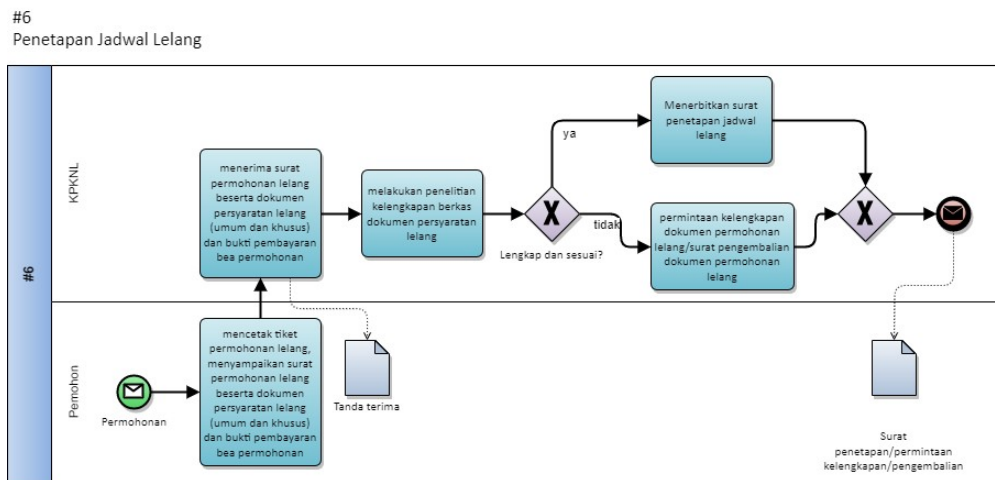 #6
Penetapan Jadwal Lelang
#6
KPKNL
menerima surat
permohonan lelang
beserta dokumen
persyaratan lelang
(umum dan khusus)
dan bukti pembayaran
bea permohonan
melakukan penelitian
kelengkapan berkas
dokumen persyaratan
lelang
X
Lengkap dan sesuai?
ya
Menerbitkan surat
penetapan jadwal
lelang
tidak
permintaan kelengkapan
dokumen permohonan
lelang/surat pengembalian
dokumen permohonan
lelang
X
Pemohon
Permohonan
mencetak tiket
permohonan lelang,
menyampaikan surat
permohonan lelang
beserta dokumen
persyaratan lelang
(umum dan khusus)
dan bukti pembayaran
bea permohonan
Tanda terima
Surat
penetapan/permintaan
kelengkapan/pengembalian